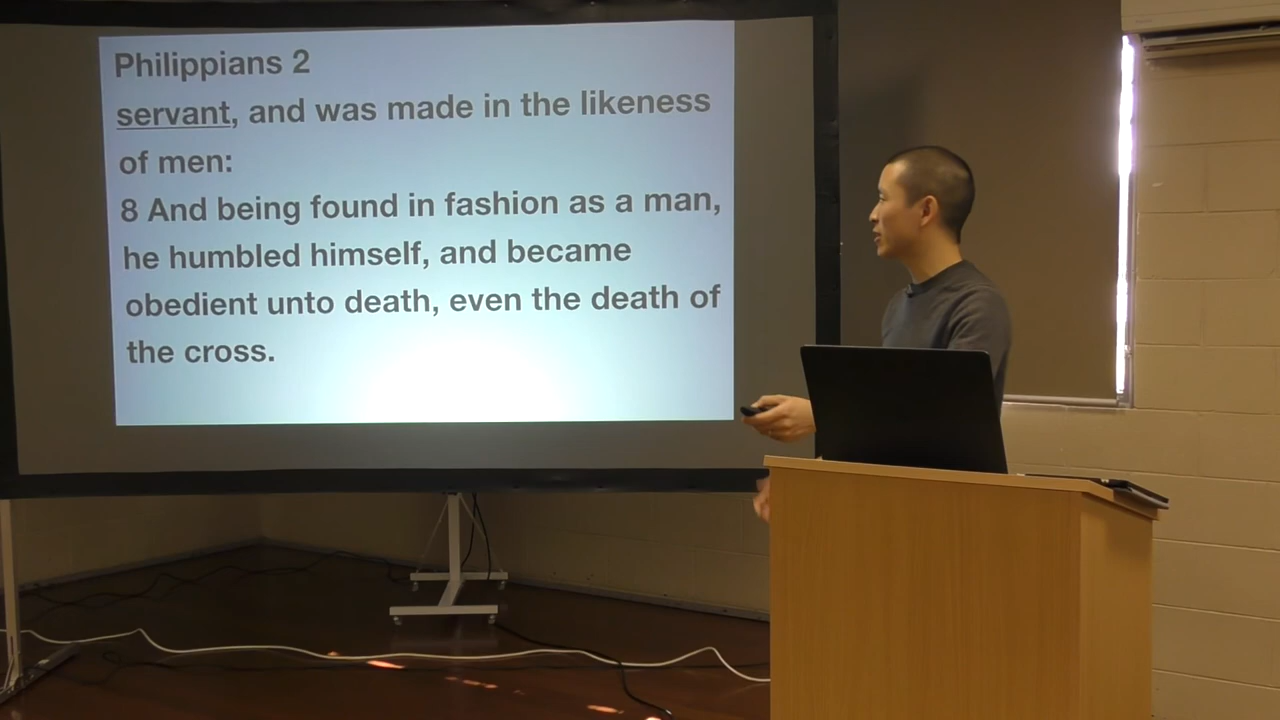 Philippians 2
servant, and was made in the likeness
of men:
8 And being found in fashion as a man,
he humbled himself, and became
obedient unto death, even the death of
the cross.